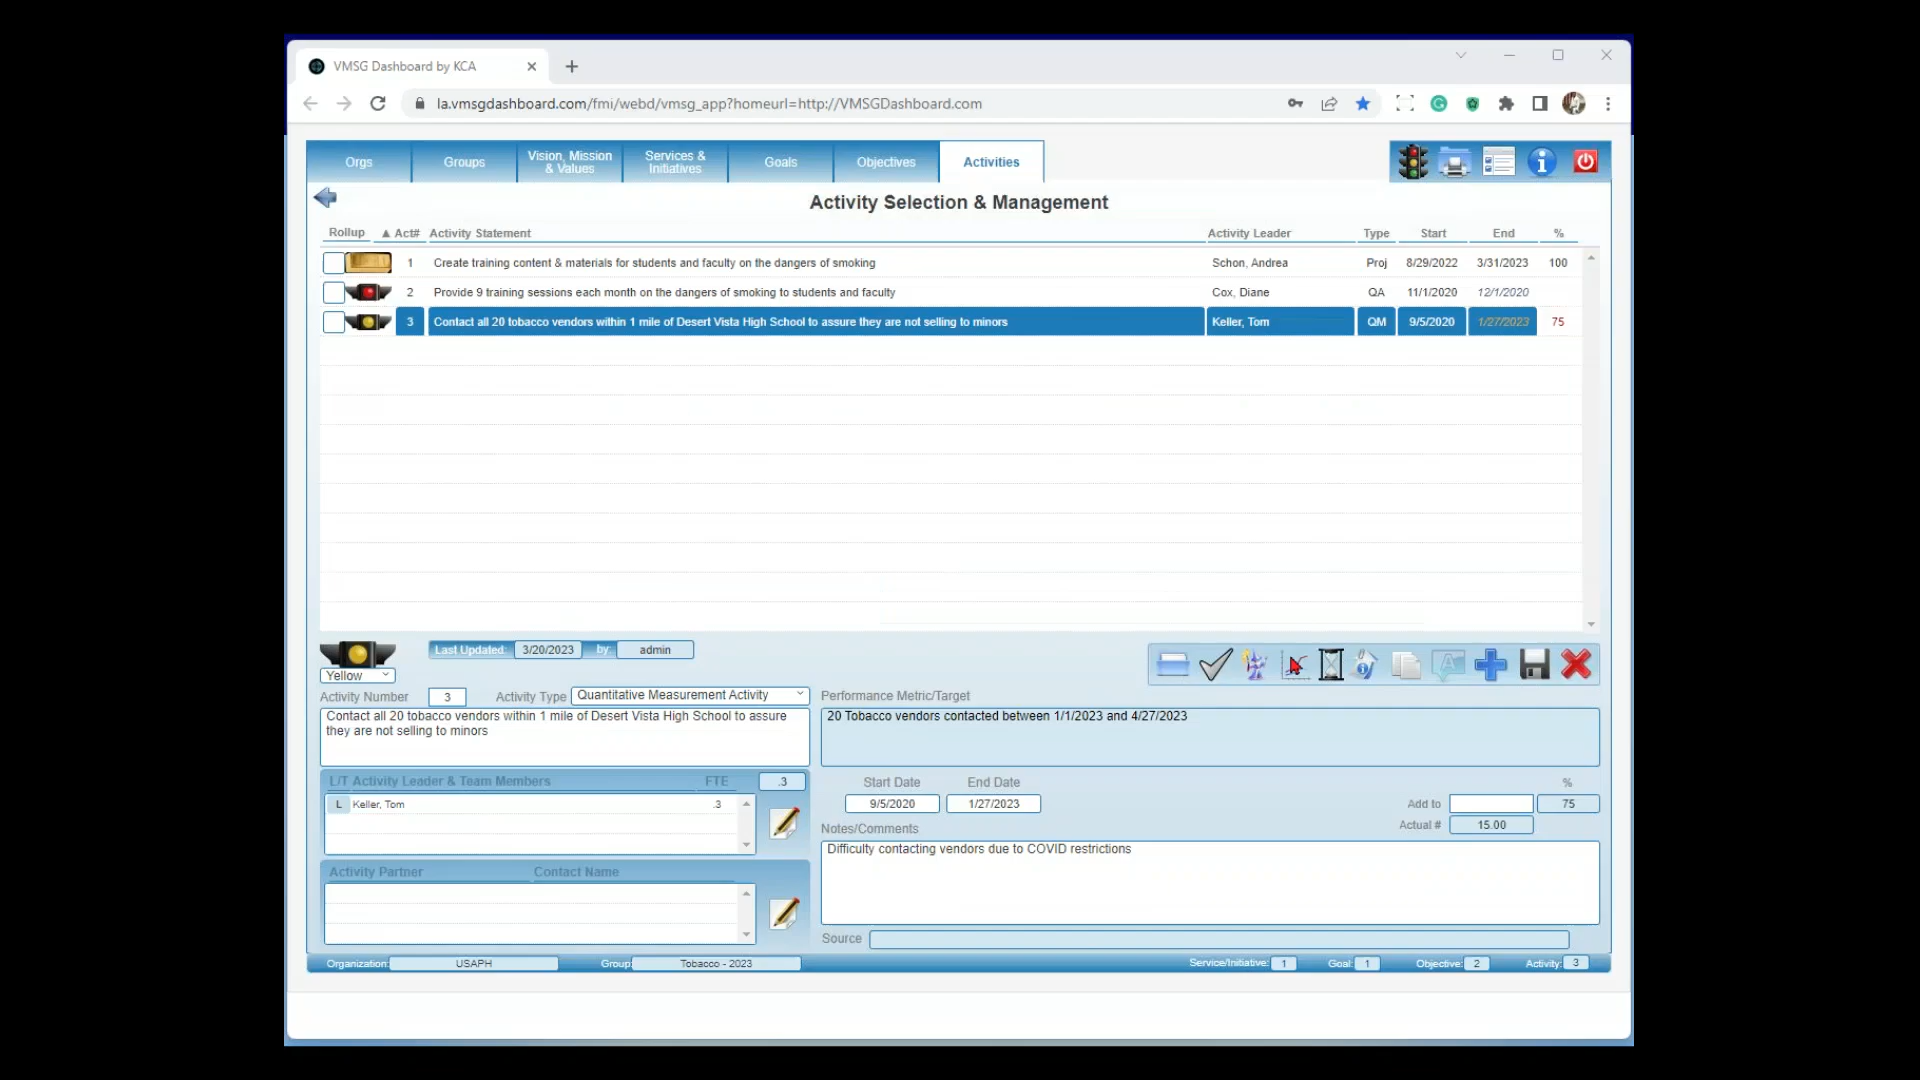 VMSG Dashboard by KCA
la.vmsgdashboard.com/fmi/webd/vmsg_app?homeurl=http://VMSGDashboard.com
Orgs
Groups
Vision, Mission
& Values
Services &
Initiatives
Goals
Objectives
Activities
Activity Selection & Management
Rollup ▲ Act# Activity Statement Activity Leader Type Start End %
1 Create training content & materials for students and faculty on the dangers of smoking Schon, Andrea Proj 8/29/2022 3/31/2023 100
2 Provide 9 training sessions each month on the dangers of smoking to students and faculty Cox, Diane QA 11/1/2020 12/1/2020
3 Contact all 20 tobacco vendors within 1 mile of Desert Vista High School to assure they are not selling to minors Keller, Tom QM 9/5/2020 1/27/2023 75
Last Updated: 3/20/2023 by: admin
Yellow
Activity Number 3 Activity Type Quantitative Measurement Activity
Contact all 20 tobacco vendors within 1 mile of Desert Vista High School to assure
they are not selling to minors
Performance Metric/Target
20 Tobacco vendors contacted between 1/1/2023 and 4/27/2023
L/T Activity Leader & Team Members FTE .3
L Keller, Tom .3
Start Date End Date %
9/5/2020 1/27/2023 Add to 75
Actual # 15.00
Notes/Comments
Difficulty contacting vendors due to COVID restrictions
Activity Partner Contact Name
Source
Organization: USAPH Group: Tobacco - 2023 Service/Initiative: 1 Goal: 1 Objective: 2 Activity: 3